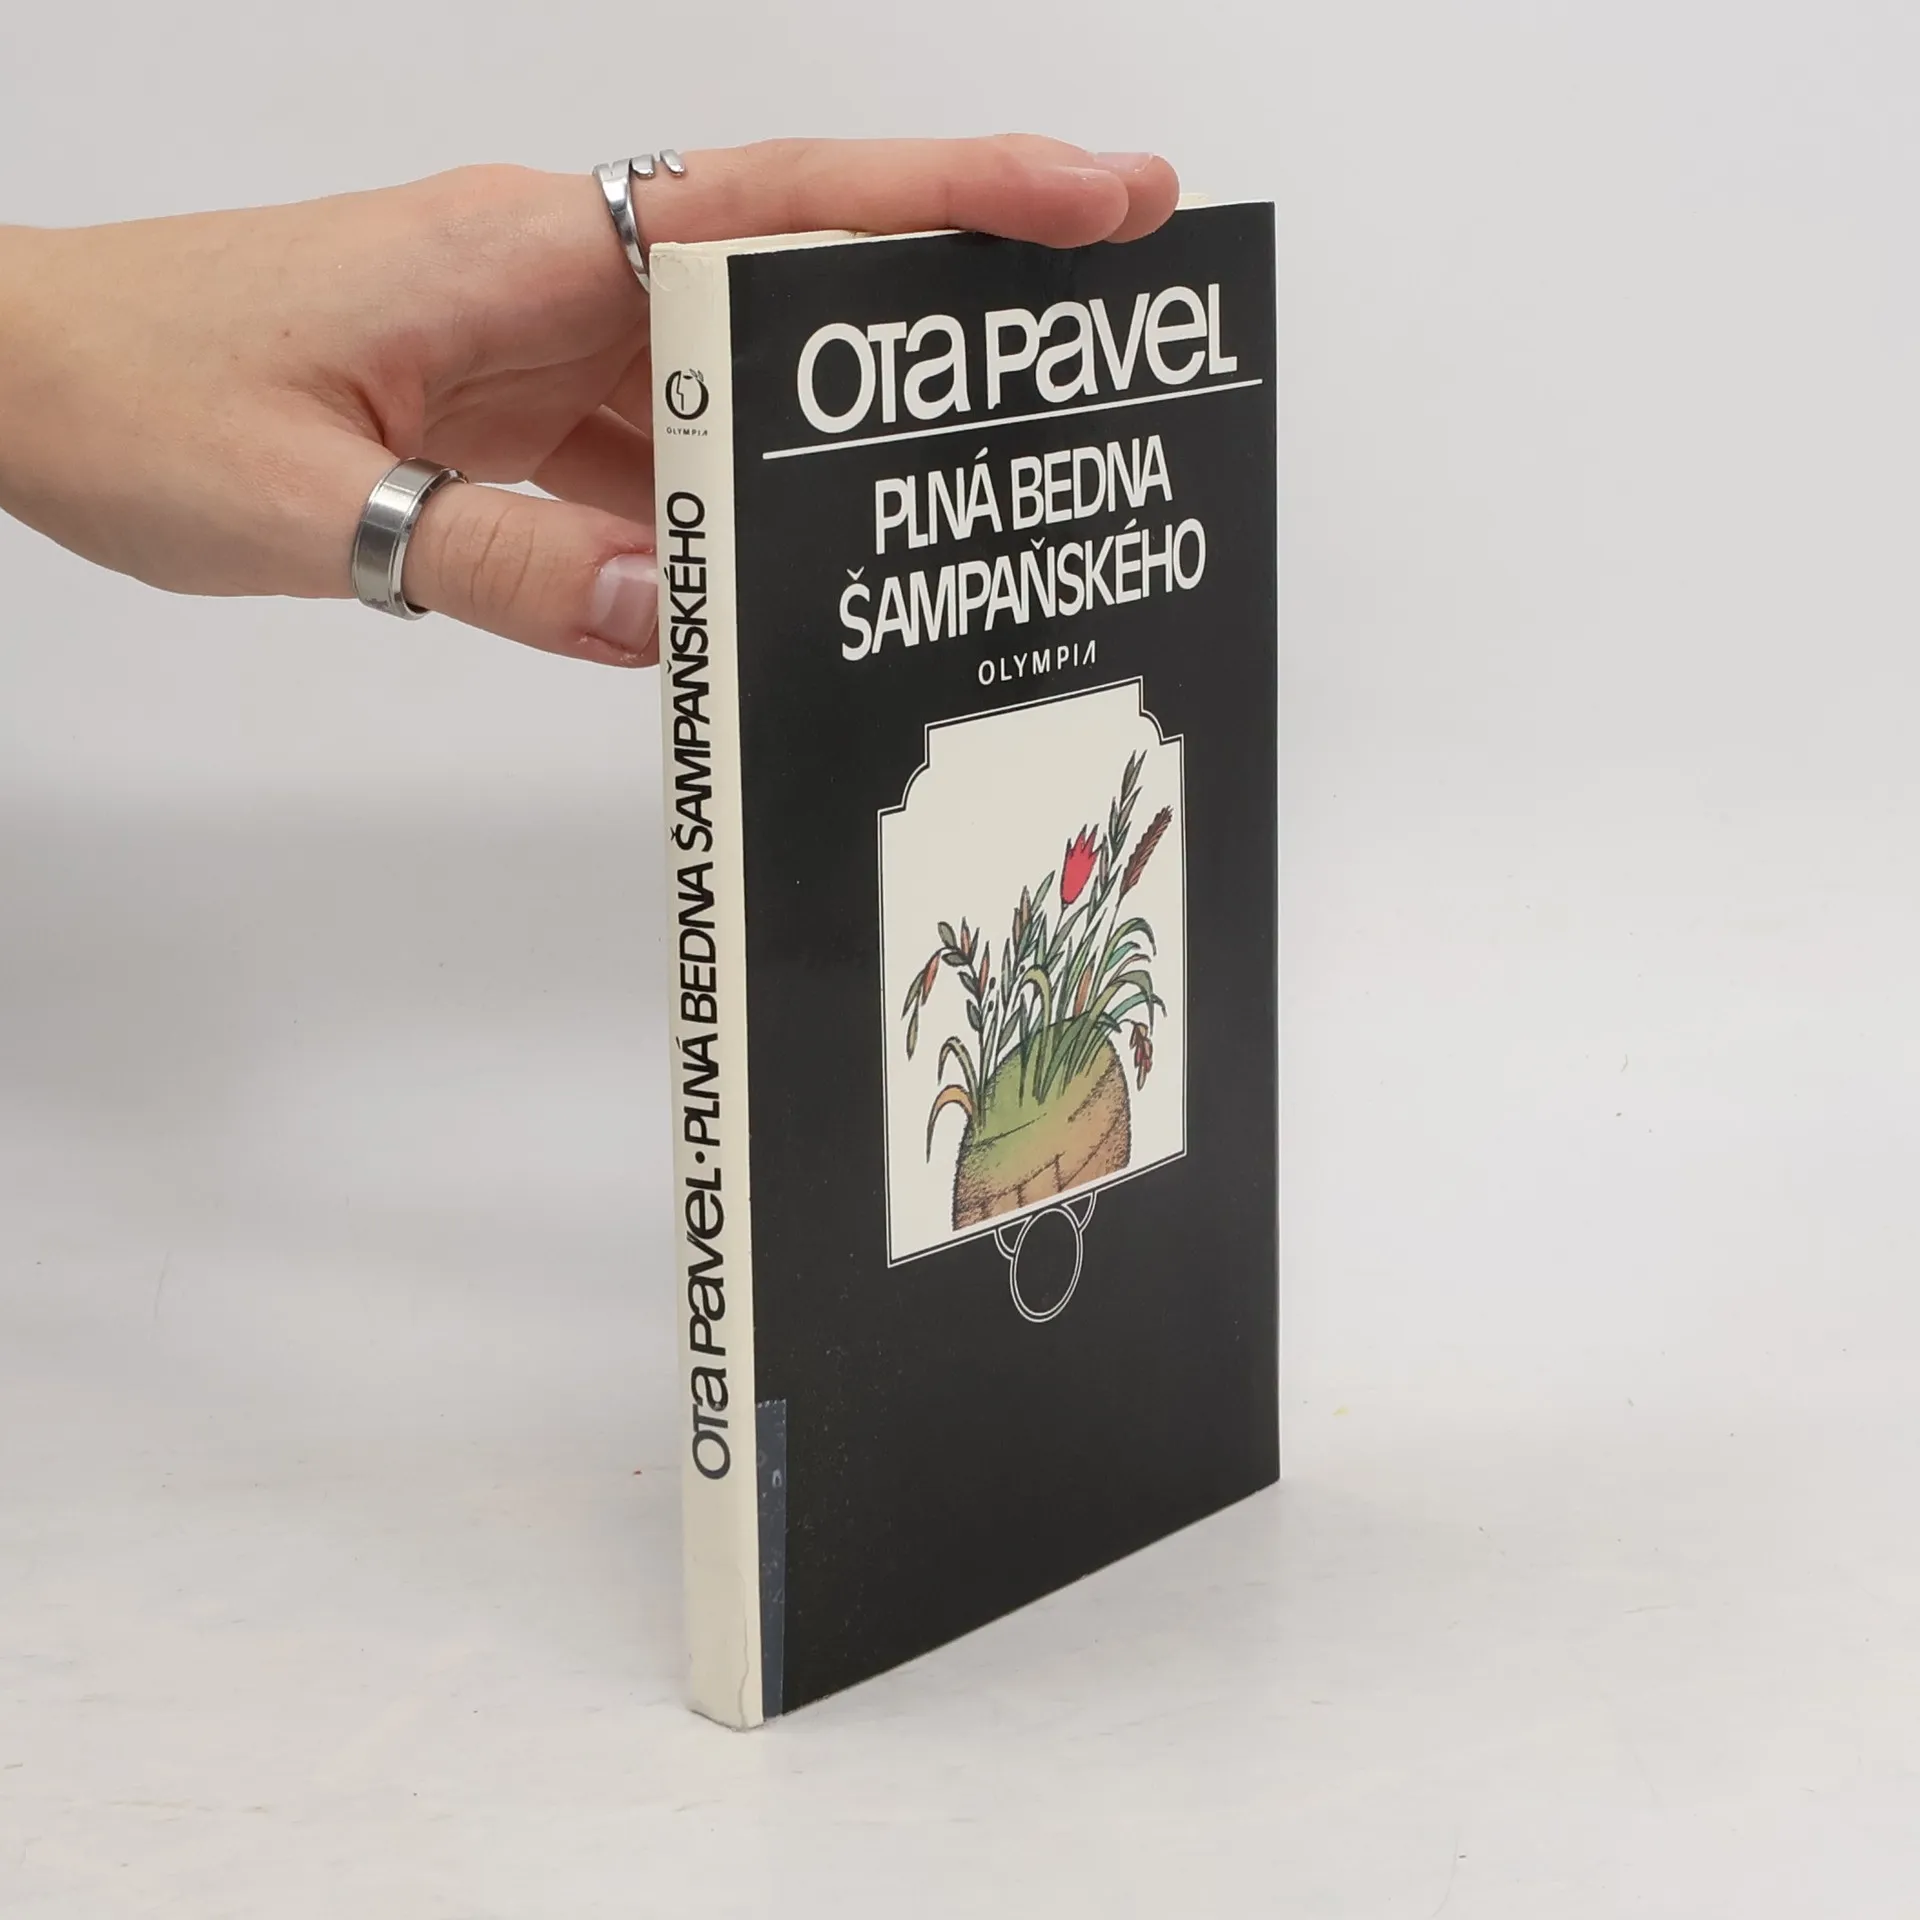 OTA PAVEL
PLNÁ BEDNA
ŠAMPAŇSKÉHO
OLYMPIA
OLYMPIA
OTA PAVEL • PLNÁ BEDNA ŠAMPAŇSKÉHO